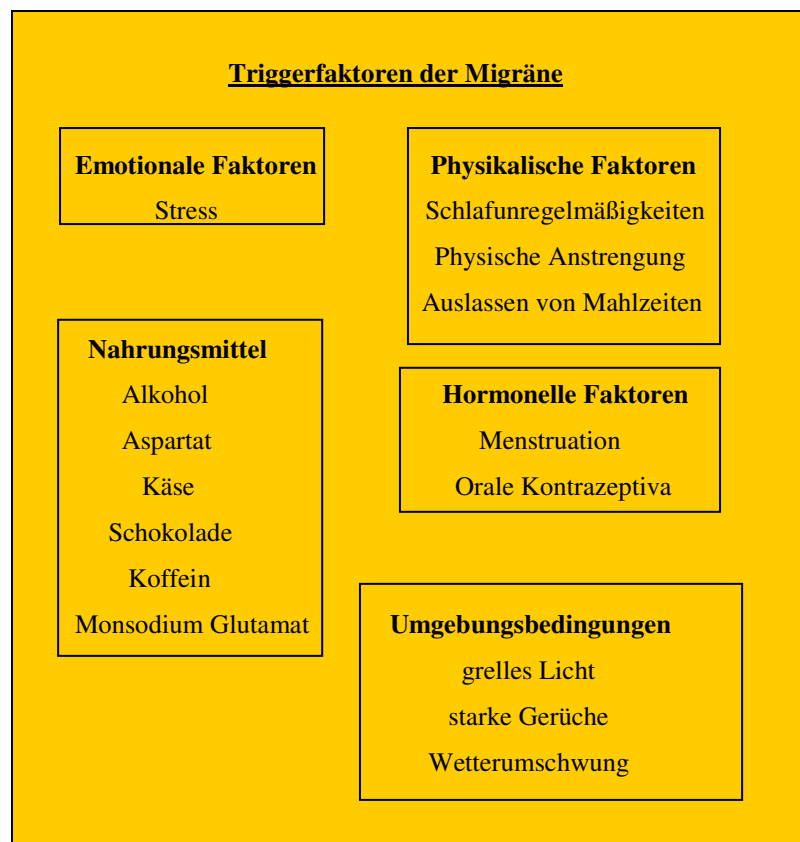 Triggerfaktoren der Migräne
Emotionale Faktoren
Stress
Physikalische Faktoren
Schlafunregelmäßigkeiten
Physische Anstrengung
Auslassen von Mahlzeiten
Nahrungsmittel
Alkohol
Aspartat
Käse
Schokolade
Koffein
Monsodium Glutamat
Hormonelle Faktoren
Menstruation
Orale Kontrazeptiva
Umgebungsbedingungen
grelles Licht
starke Gerüche
Wetterumschwung